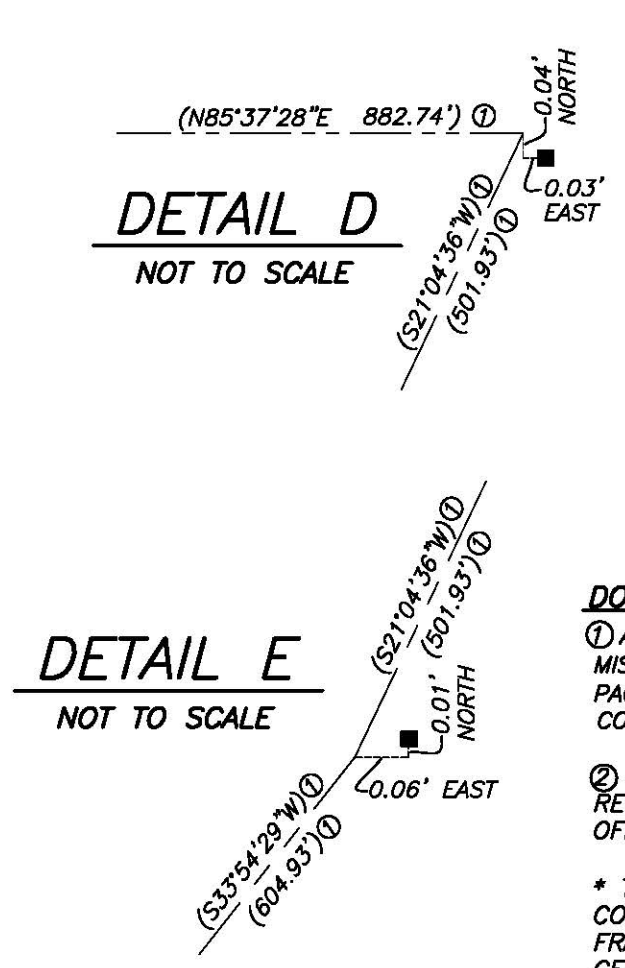 (N85°37'28"E 882.74') ①
0.04'
NORTH
DETAIL D
NOT TO SCALE
0.03'
EAST
(S21°04'36"W)①
(501.93')①
(S21°04'36"W)①
(501.93')①
DETAIL E
NOT TO SCALE
0.01'
NORTH
0.06' EAST
(S33°54'29"W)①
(604.93')①
DO
① A
MIS
PA
CO
②
RE
OF
*
CO
FRA